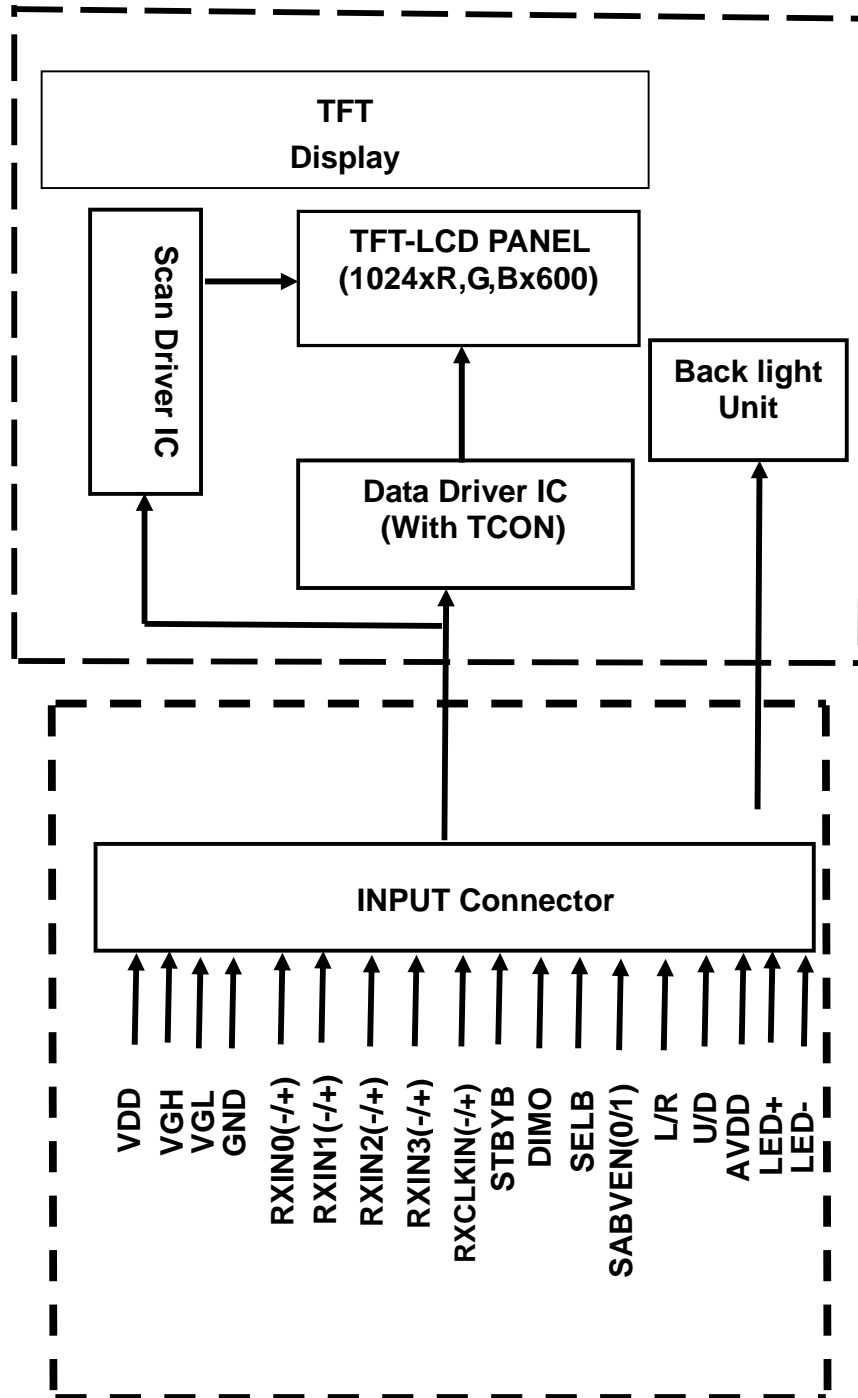 TFT
Display
Scan Driver IC
TFT-LCD PANEL
(1024xR,G,Bx600)
Back light
Unit
Data Driver IC
(With TCON)
INPUT Connector
VDD
VGH
VGL
GND
RXIN0(-/+)
RXIN1(-/+)
RXIN2(-/+)
RXIN3(-/+)
RXCLKIN(-/+)
STBYB
DIMO
SELB
SABVEN(0/1)
L/R
U/D
AVDD
LED+
LED-